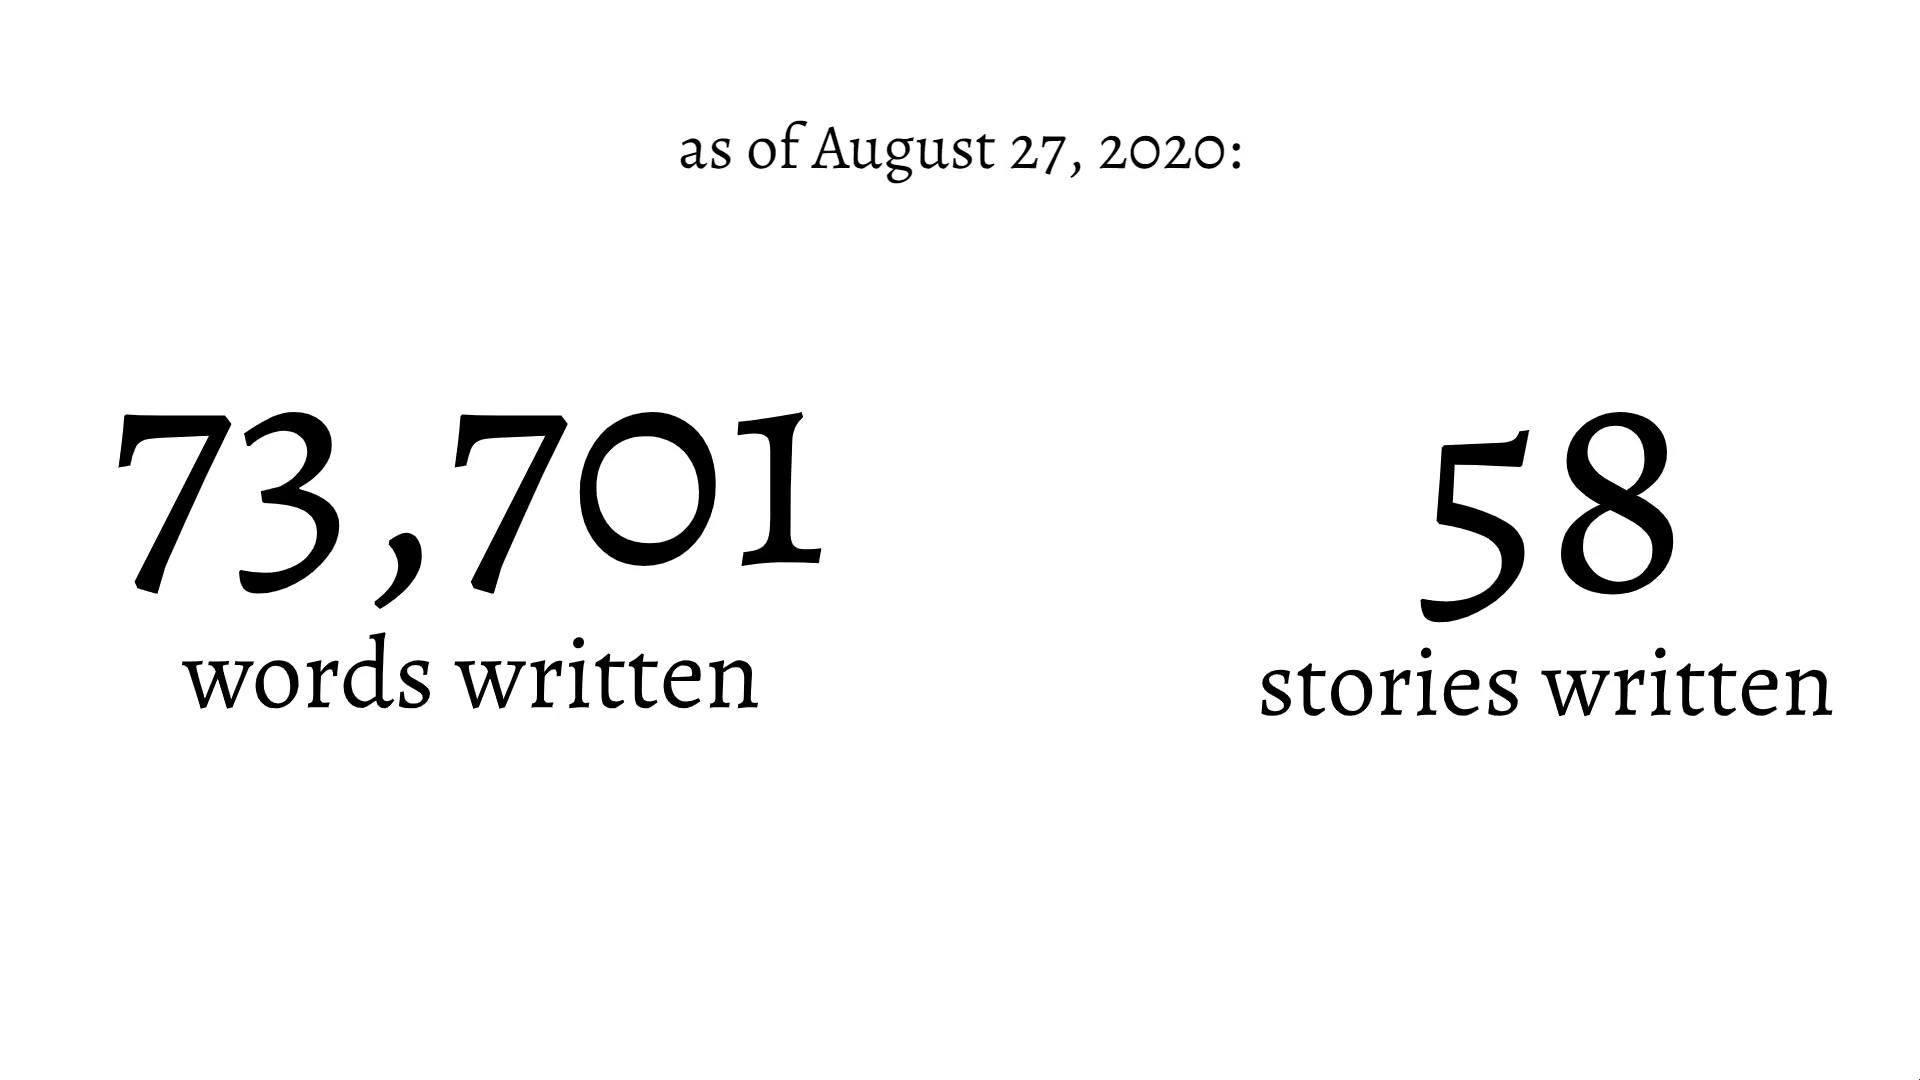 as of August 27, 2020:
73,701
words written
58
stories written